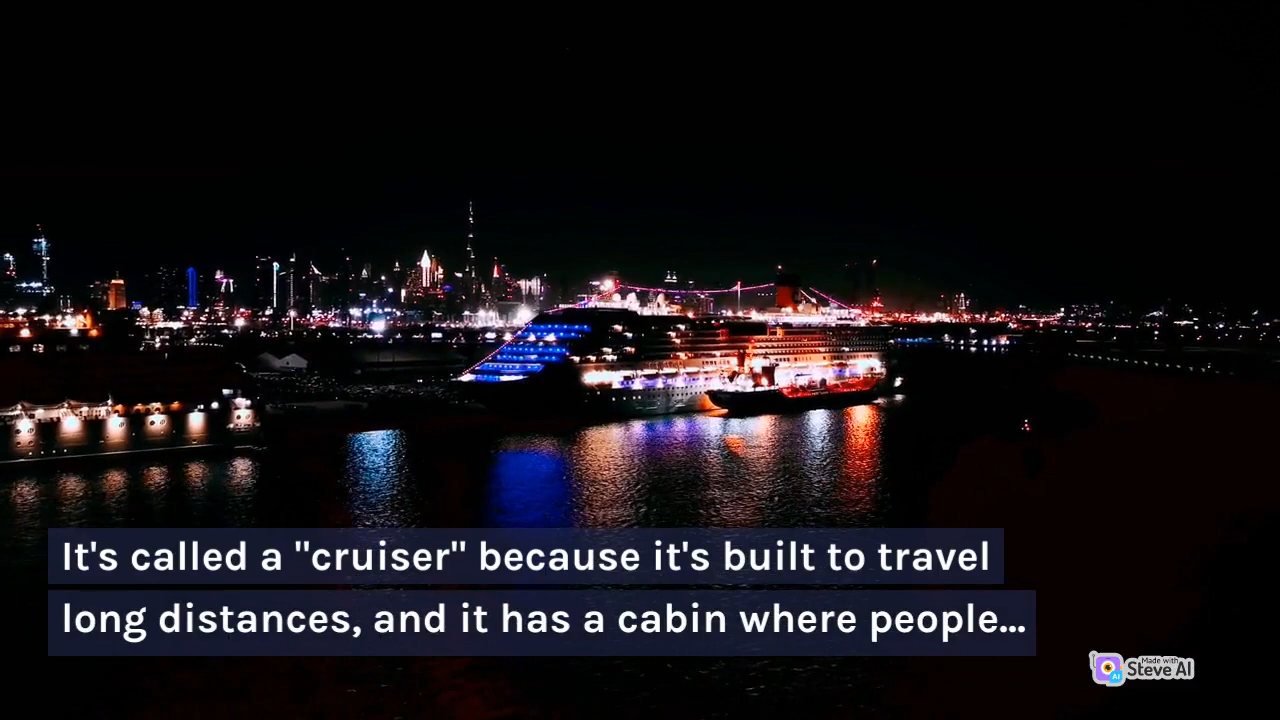 It's called a "cruiser" because it's built to travel
long distances, and it has a cabin where people...
Made with
Steve AI
AI